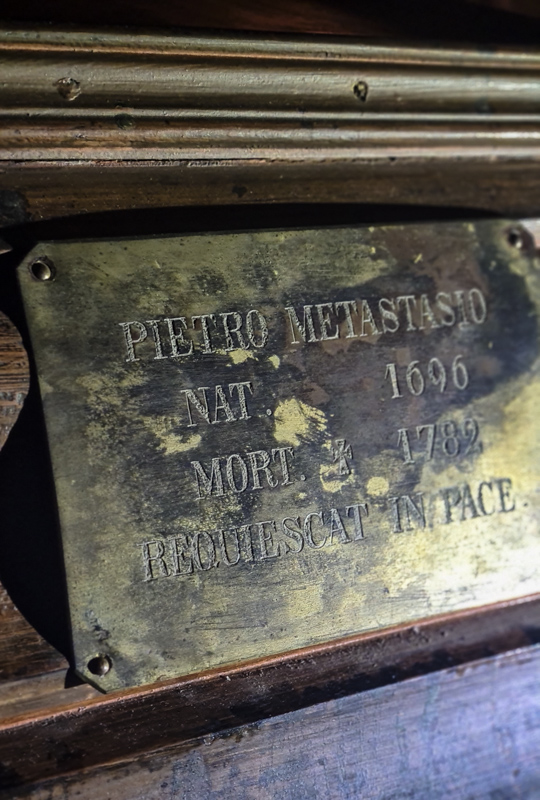 PIETRO METASTASIO
NAT. 1696
MORT. ✝ 1782
REQUIESCAT IN PACE.